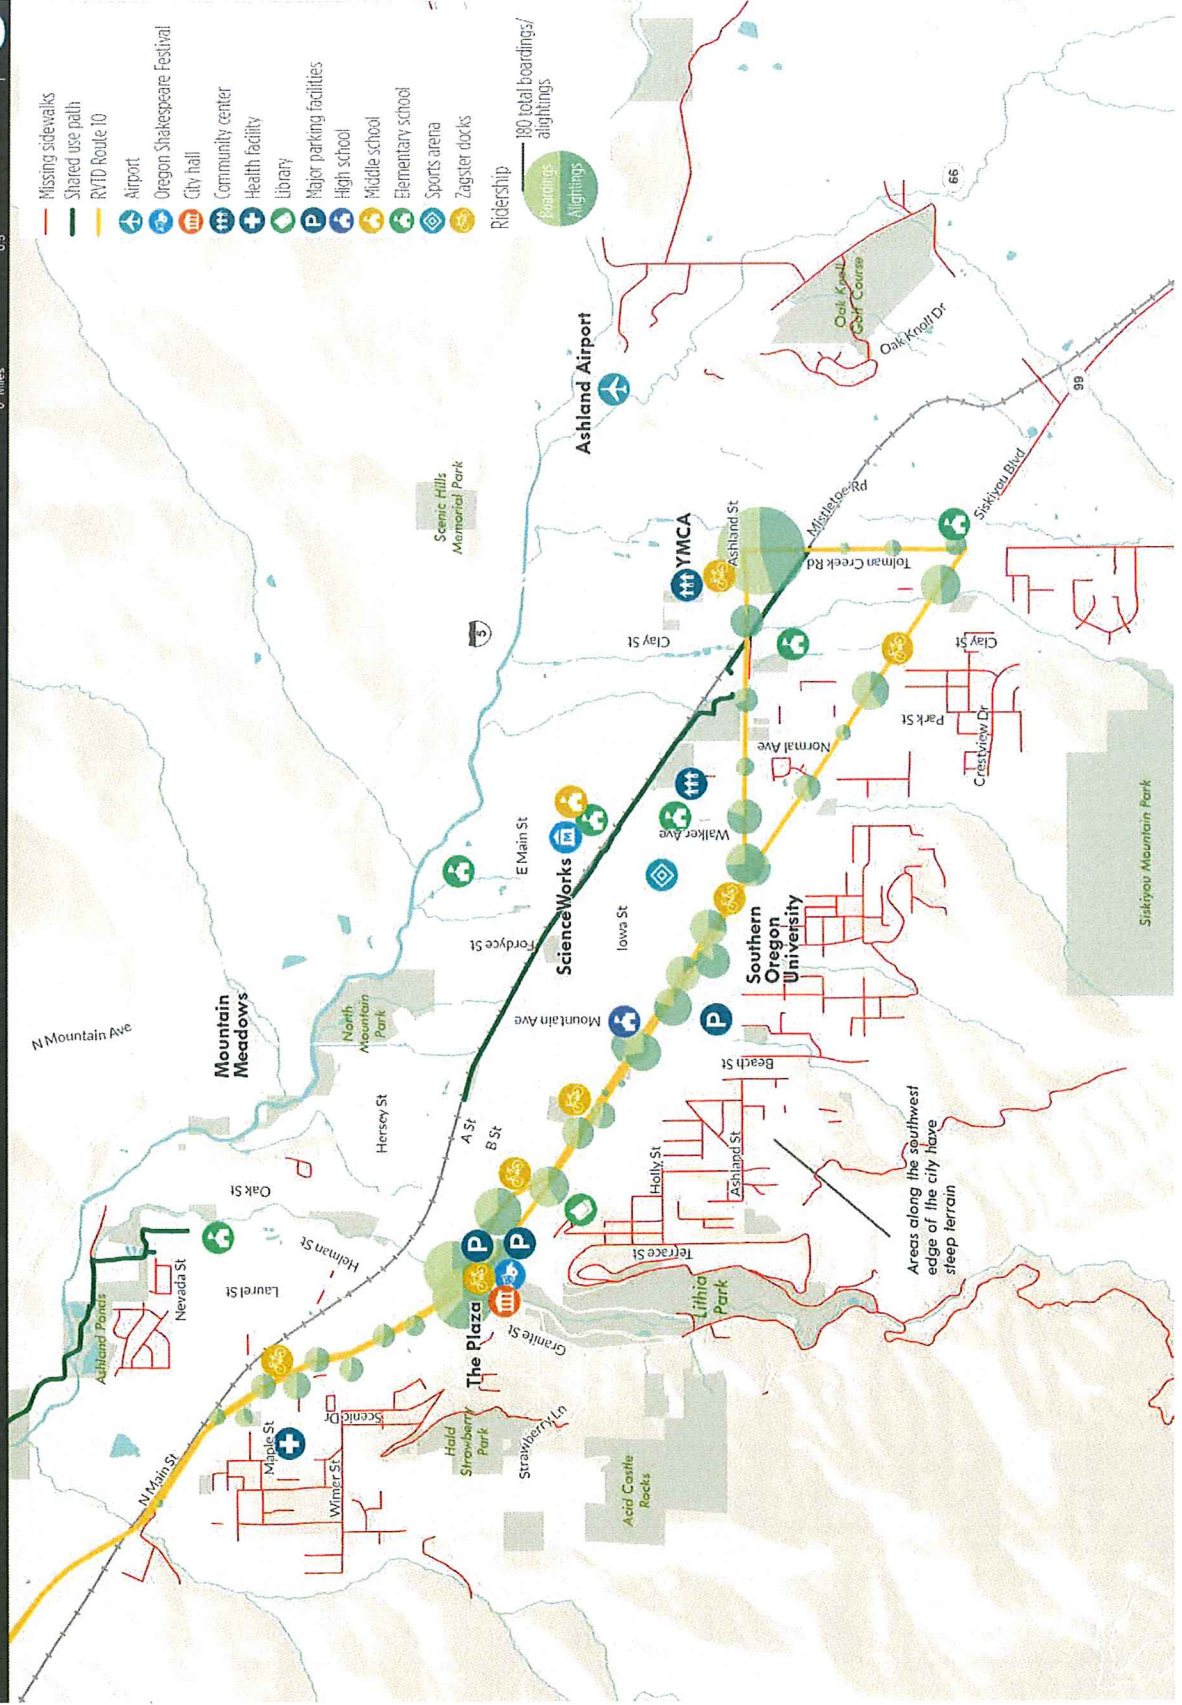 Missing sidewalks
Shared use path
RVTD Route 10
Airport
Oregon Shakespeare Festival
City hall
Community center
Health facility
Library
Major parking facilities
High school
Middle school
Elementary school
Sports arena
Zagster docks
Ridership
Boardings
Alightings
180 total boardings/
alightings
0
Miles
0.5
N Mountain Ave
Mountain
Meadows
North
Mountain
Park
Hersey St
Oak St
Nevada St
Ashland Ponds
Laurel St
Helman St
A St
B St
N Main St
Maple St
Wimer St
Scenic Dr
Hald
Strawberry
Park
Strawberry Ln
Acid Castle
Rocks
The Plaza
Granite St
Lithia
Park
Terrace St
Holly St
Ashland St
Beach St
Areas along the southwest
edge of the city have
steep terrain
Mountain Ave
Fordyce St
E Main St
ScienceWorks
Iowa St
Walker Ave
Southern
Oregon
University
Normal Ave
Park St
Crestview Dr
Clay St
Clay St
Siskiyou Mountain Park
5
Scenic Hills
Memorial Park
YMCA
Ashland St
Tolman Creek Rd
Mistletoe Rd
Siskiyou Blvd
99
Ashland Airport
Oak Knoll
Golf Course
Oak Knoll Dr
66
P
P
P
M